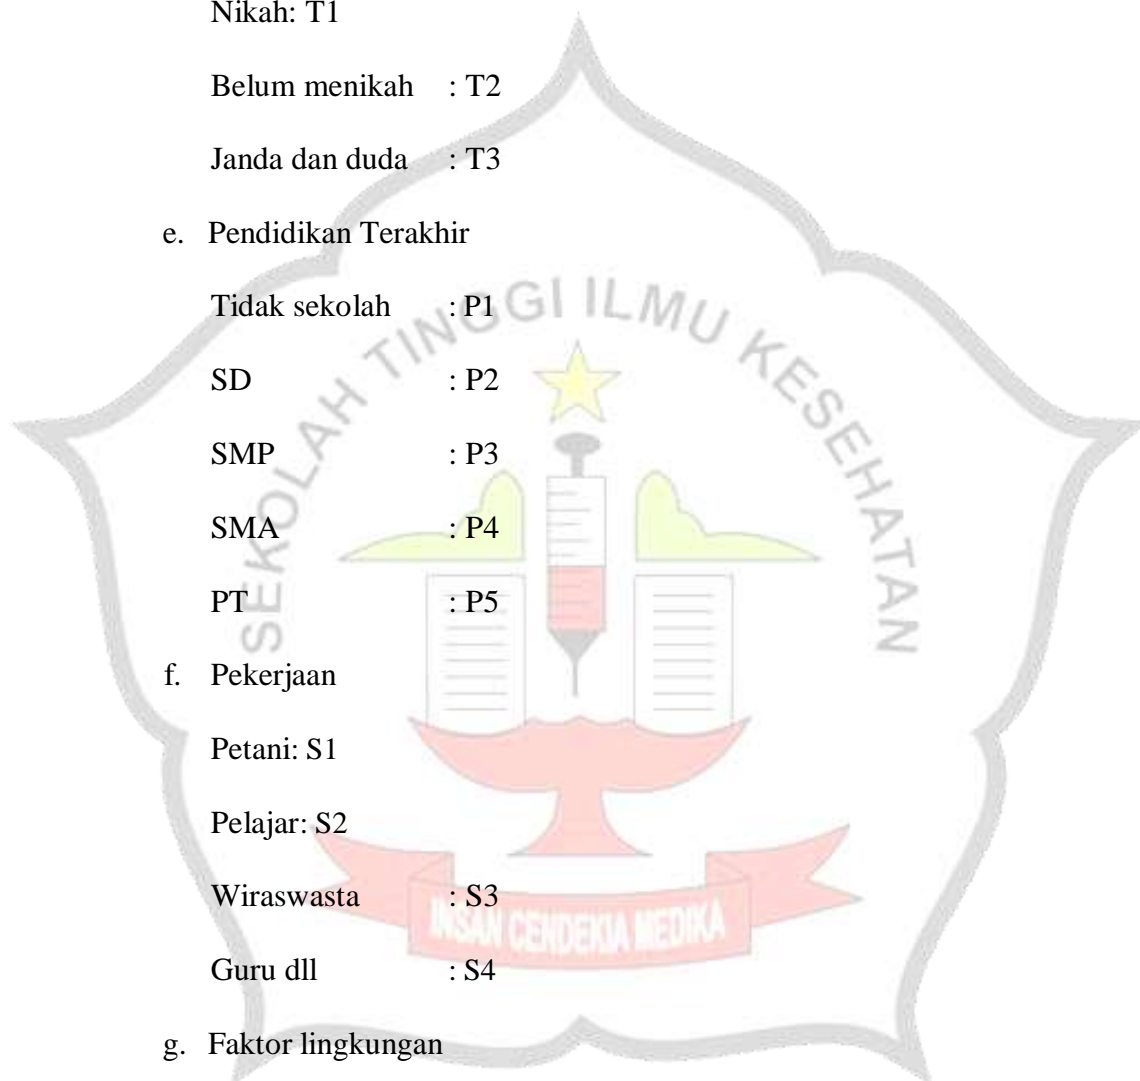 Nikah: T1
Belum menikah : T2
Janda dan duda : T3
e. Pendidikan Terakhir
Tidak sekolah : P1
SD : P2
SMP : P3
SMA : P4
PT : P5
f. Pekerjaan
Petani: S1
Pelajar: S2
Wiraswasta : S3
Guru dll : S4
g. Faktor lingkungan
SEKOLAH TINGGI ILMU KESEHATAN
INSAN CENDEKIA MEDIKA